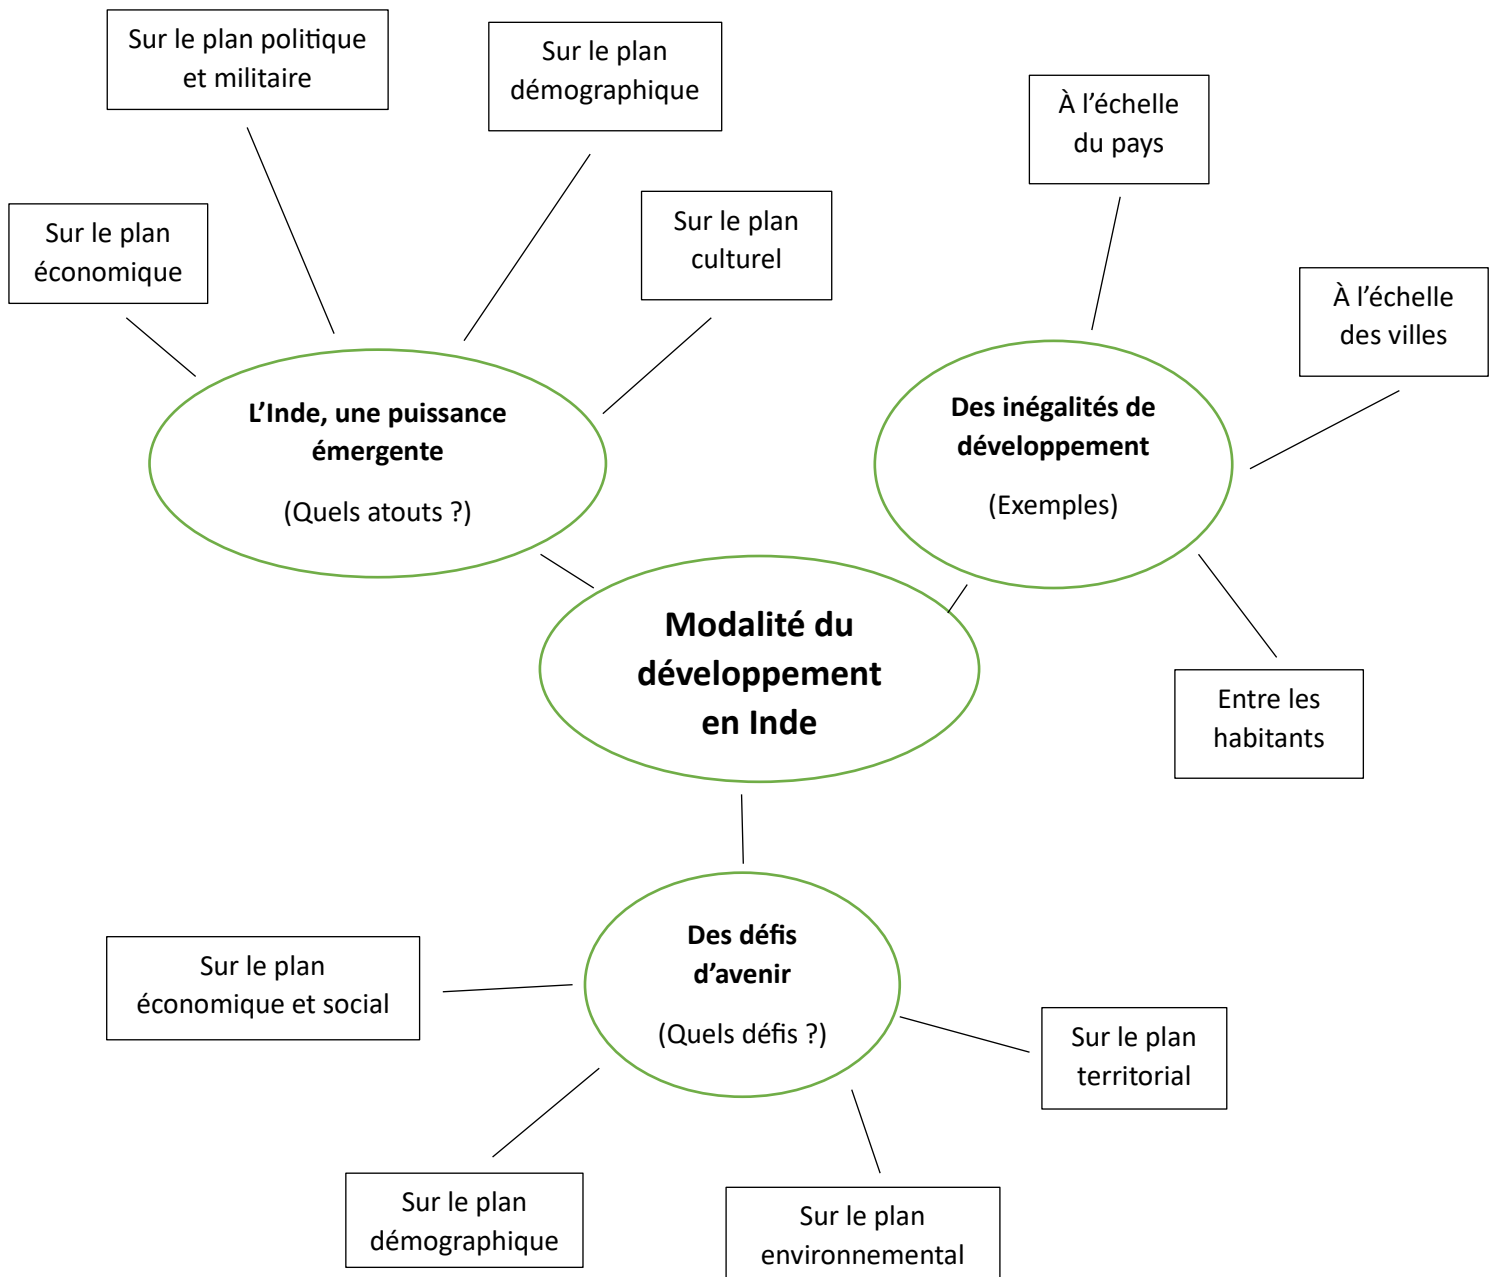 Sur le plan politique
et militaire
Sur le plan
démographique
À l’échelle
du pays
Sur le plan
économique
Sur le plan
culturel
À l’échelle
des villes
L’Inde, une puissance
émergente
(Quels atouts ?)
Des inégalités de
développement
(Exemples)
Modalité du
développement
en Inde
Entre les
habitants
Des défis
d’avenir
(Quels défis ?)
Sur le plan
économique et social
Sur le plan
territorial
Sur le plan
démographique
Sur le plan
environnemental